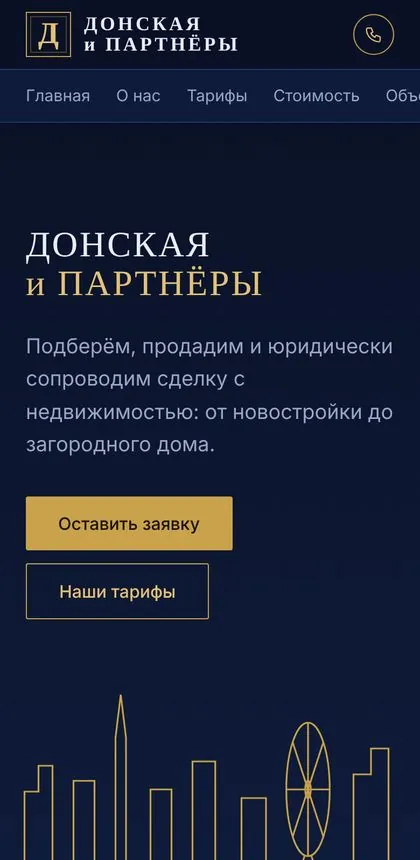 Д
ДОНСКАЯ
и ПАРТНЁРЫ
Главная О нас Тарифы Стоимость Объе
ДОНСКАЯ
и ПАРТНЁРЫ
Подберём, продадим и юридически
сопроводим сделку с
недвижимостью: от новостройки до
загородного дома.
Оставить заявку
Наши тарифы